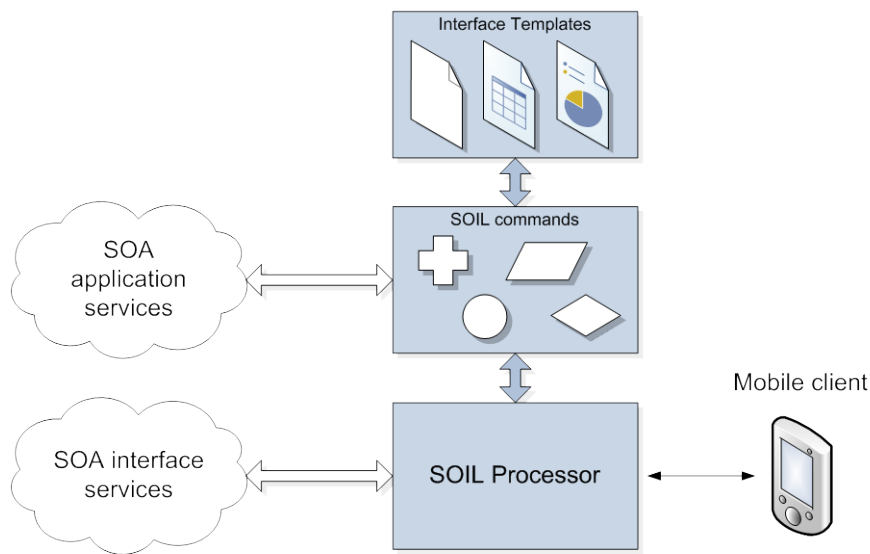 Interface Templates
SOIL commands
SOA
application
services
Mobile client
SOA interface
services
SOIL Processor